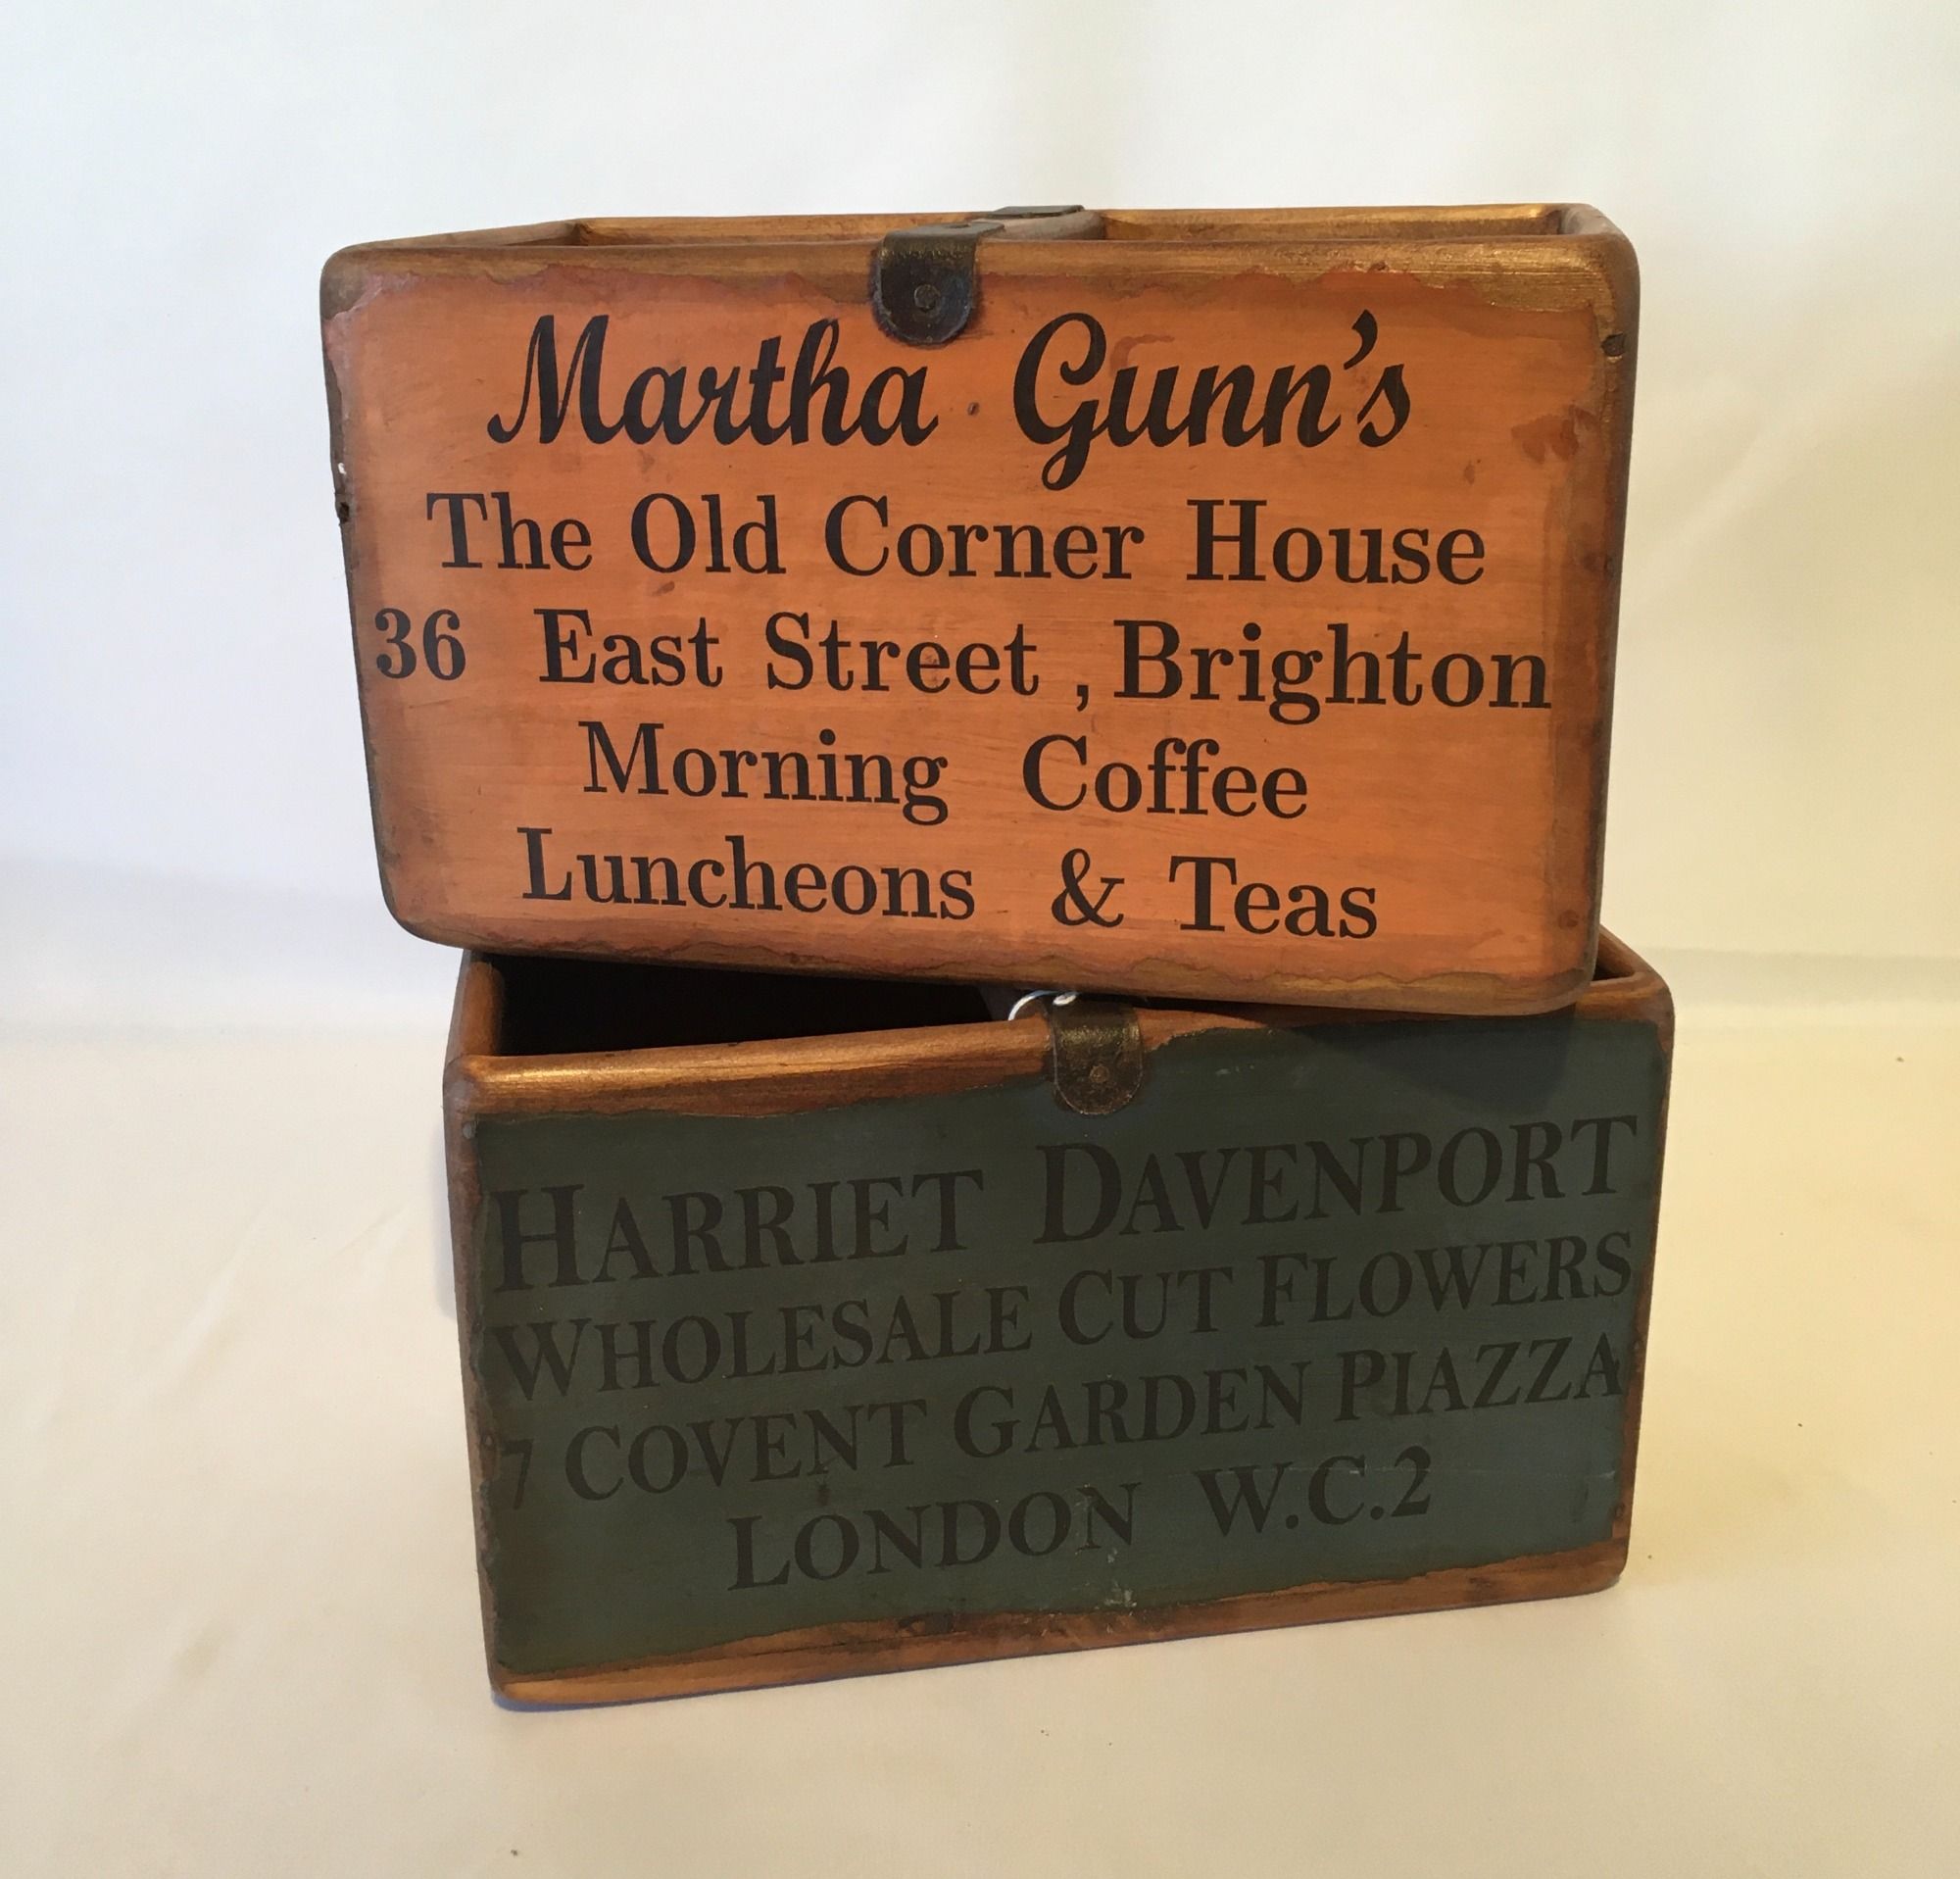 Martha Gunn's
The Old Corner House
36 East Street, Brighton
Morning Coffee
Luncheons & Teas
HARRIET DAVENPORT
WHOLESALE CUT FLOWERS
7 COVENT GARDEN PIAZZA
LONDON W.C.2